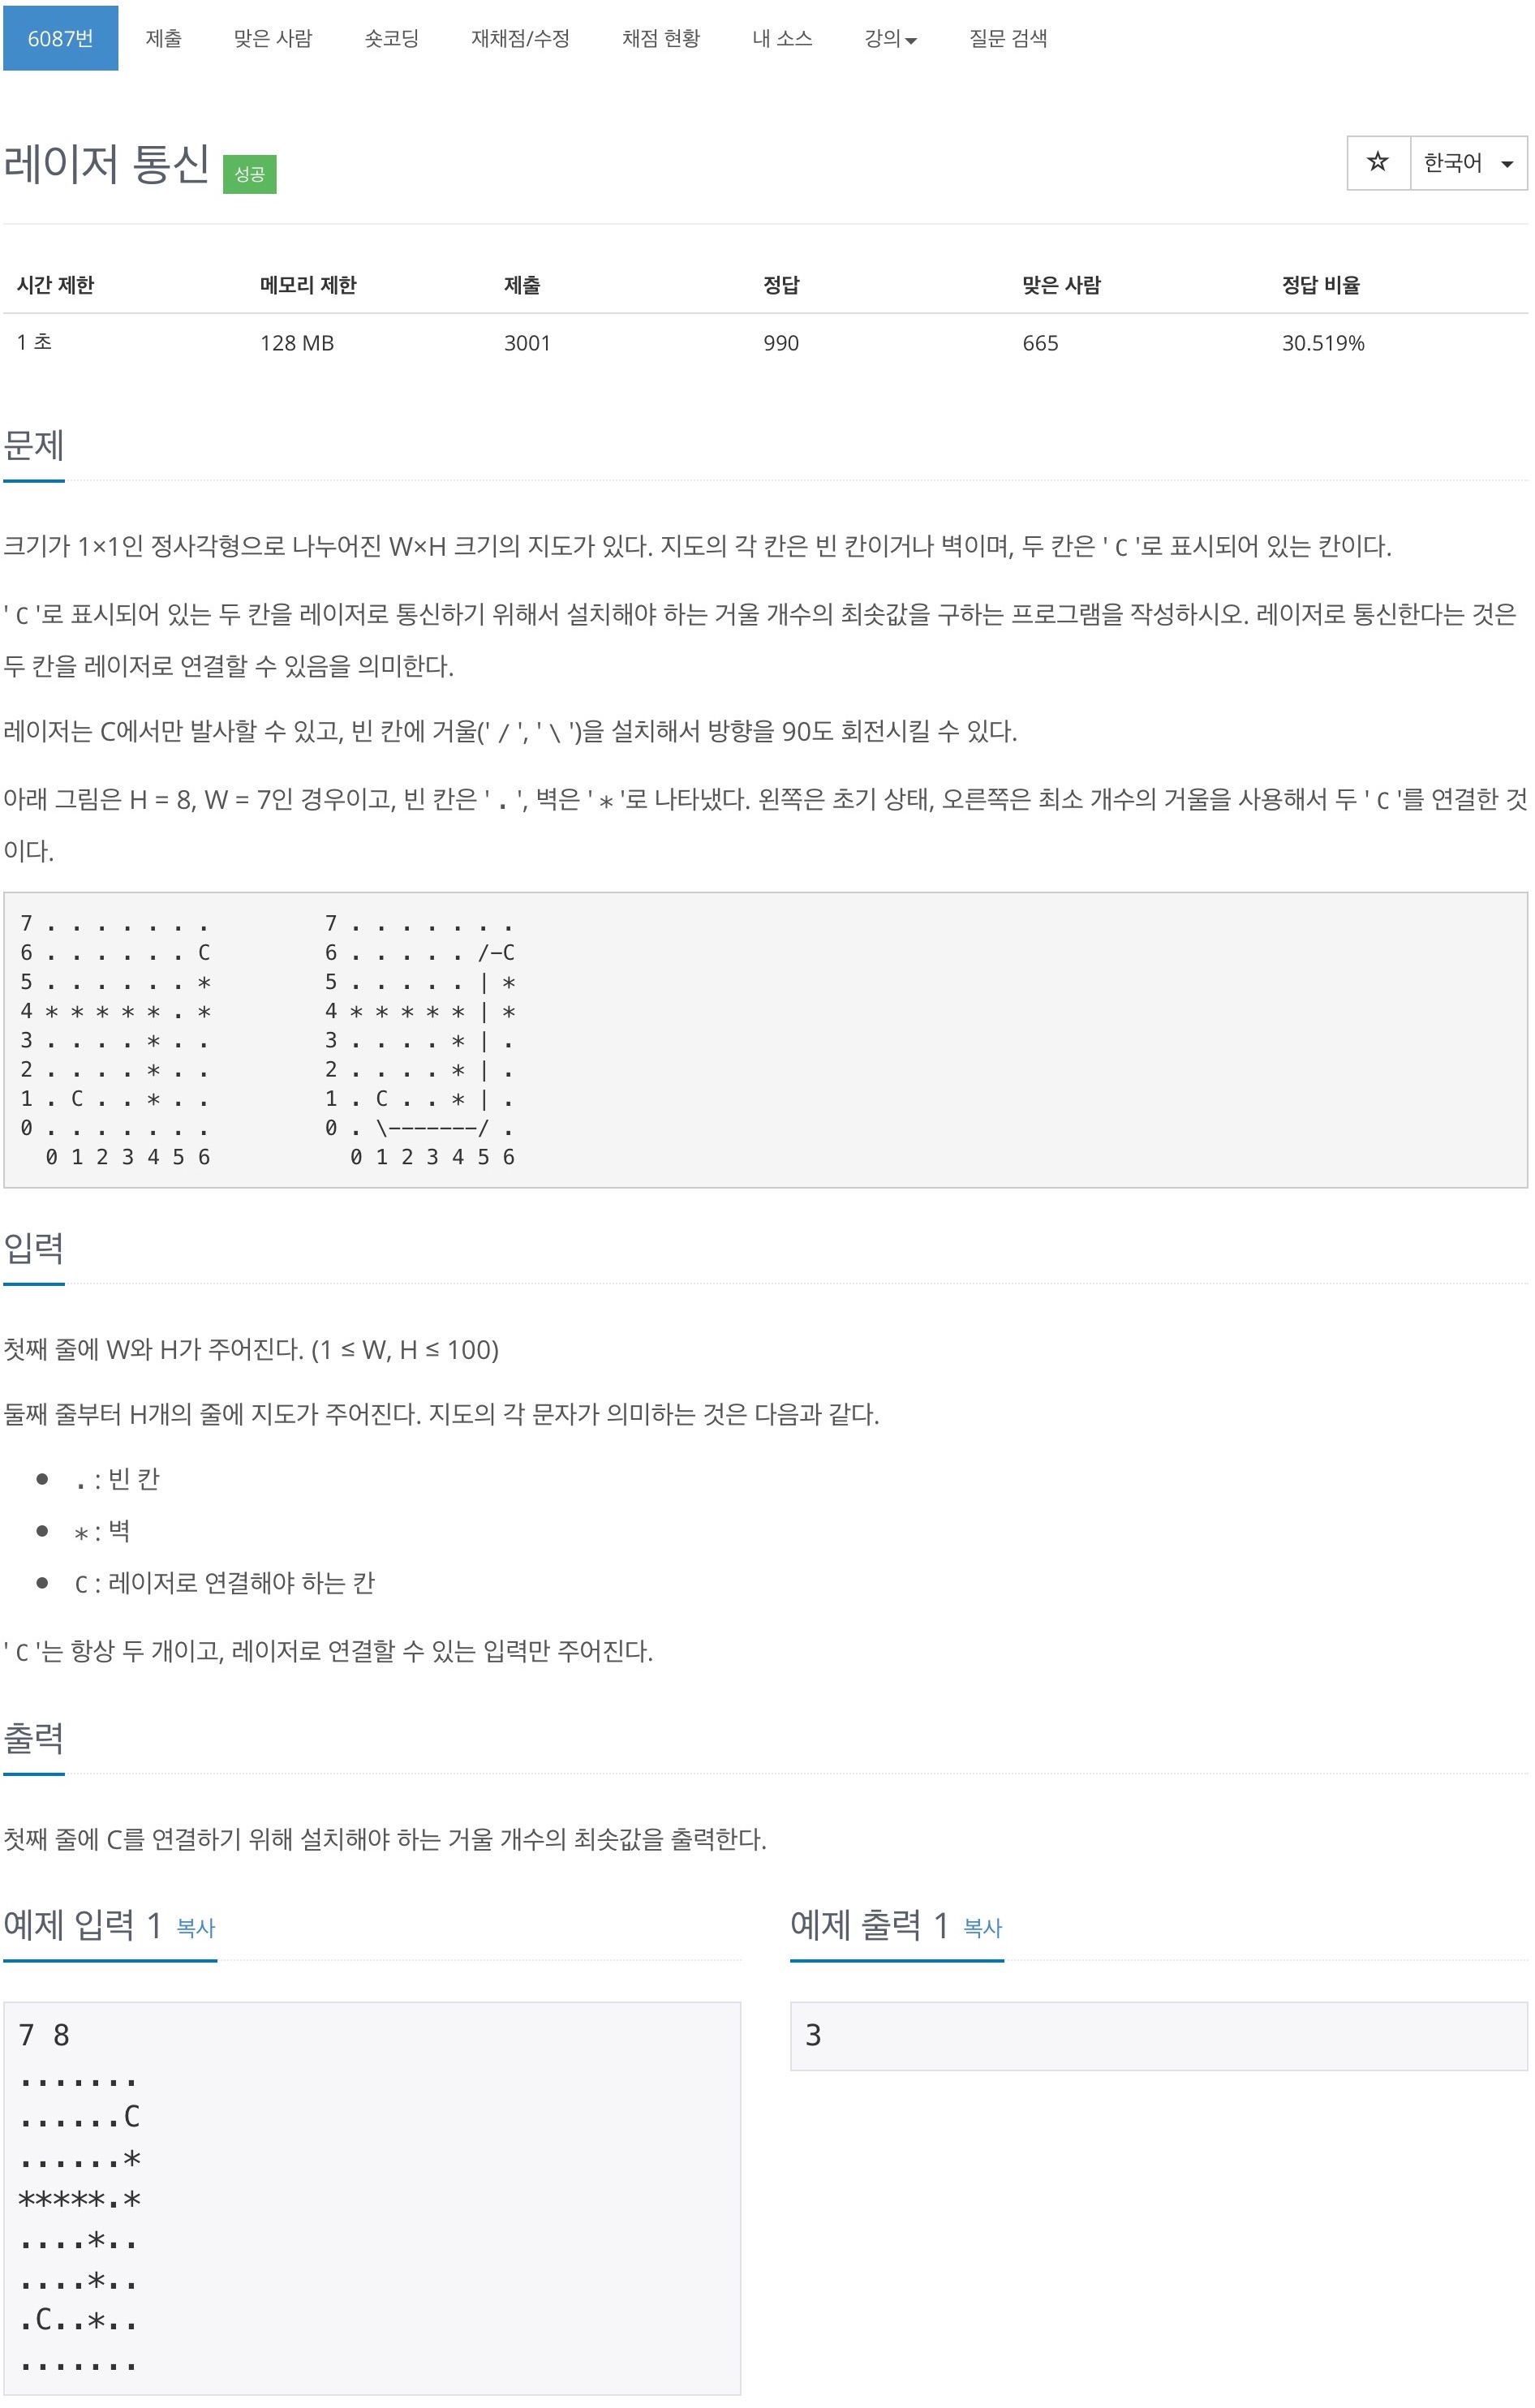 6087번 제출 맞은 사람 숏코딩 재채점/수정 채점 현황 내 소스 강의 질문 검색
레이저 통신 성공 ☆ 한국어
시간 제한 메모리 제한 제출 정답 맞은 사람 정답 비율
1 초 128 MB 3001 990 665 30.519%
문제
크기가 1×1인 정사각형으로 나누어진 W×H 크기의 지도가 있다. 지도의 각 칸은 빈 칸이거나 벽이며, 두 칸은 'C'로 표시되어 있는 칸이다.
'C'로 표시되어 있는 두 칸을 레이저로 통신하기 위해서 설치해야 하는 거울 개수의 최솟값을 구하는 프로그램을 작성하시오. 레이저로 통신한다는 것은
두 칸을 레이저로 연결할 수 있음을 의미한다.
레이저는 C에서만 발사할 수 있고, 빈 칸에 거울('/', '\')을 설치해서 방향을 90도 회전시킬 수 있다.
아래 그림은 H = 8, W = 7인 경우이고, 빈 칸은 '.', 벽은 '*'로 나타냈다. 왼쪽은 초기 상태, 오른쪽은 최소 개수의 거울을 사용해서 두 'C'를 연결한 것
이다.
7 . . . . . . .         7 . . . . . . .
6 . . . . . . C         6 . . . . . /-C
5 . . . . . . *         5 . . . . . | *
4 * * * * * . *         4 * * * * * | *
3 . . . . * . .         3 . . . . * | .
2 . . . . * . .         2 . . . . * | .
1 . C . . * . .         1 . C . . * | .
0 . . . . . . .         0 . \-------/ .
  0 1 2 3 4 5 6           0 1 2 3 4 5 6
입력
첫째 줄에 W와 H가 주어진다. (1 ≤ W, H ≤ 100)
둘째 줄부터 H개의 줄에 지도가 주어진다. 지도의 각 문자가 의미하는 것은 다음과 같다.
• . : 빈 칸
• * : 벽
• C : 레이저로 연결해야 하는 칸
'C'는 항상 두 개이고, 레이저로 연결할 수 있는 입력만 주어진다.
출력
첫째 줄에 C를 연결하기 위해 설치해야 하는 거울 개수의 최솟값을 출력한다.
예제 입력 1 복사
7 8
.......
......C
......*
*****.*
....*..
....*..
.C..*..
.......
예제 출력 1 복사
3